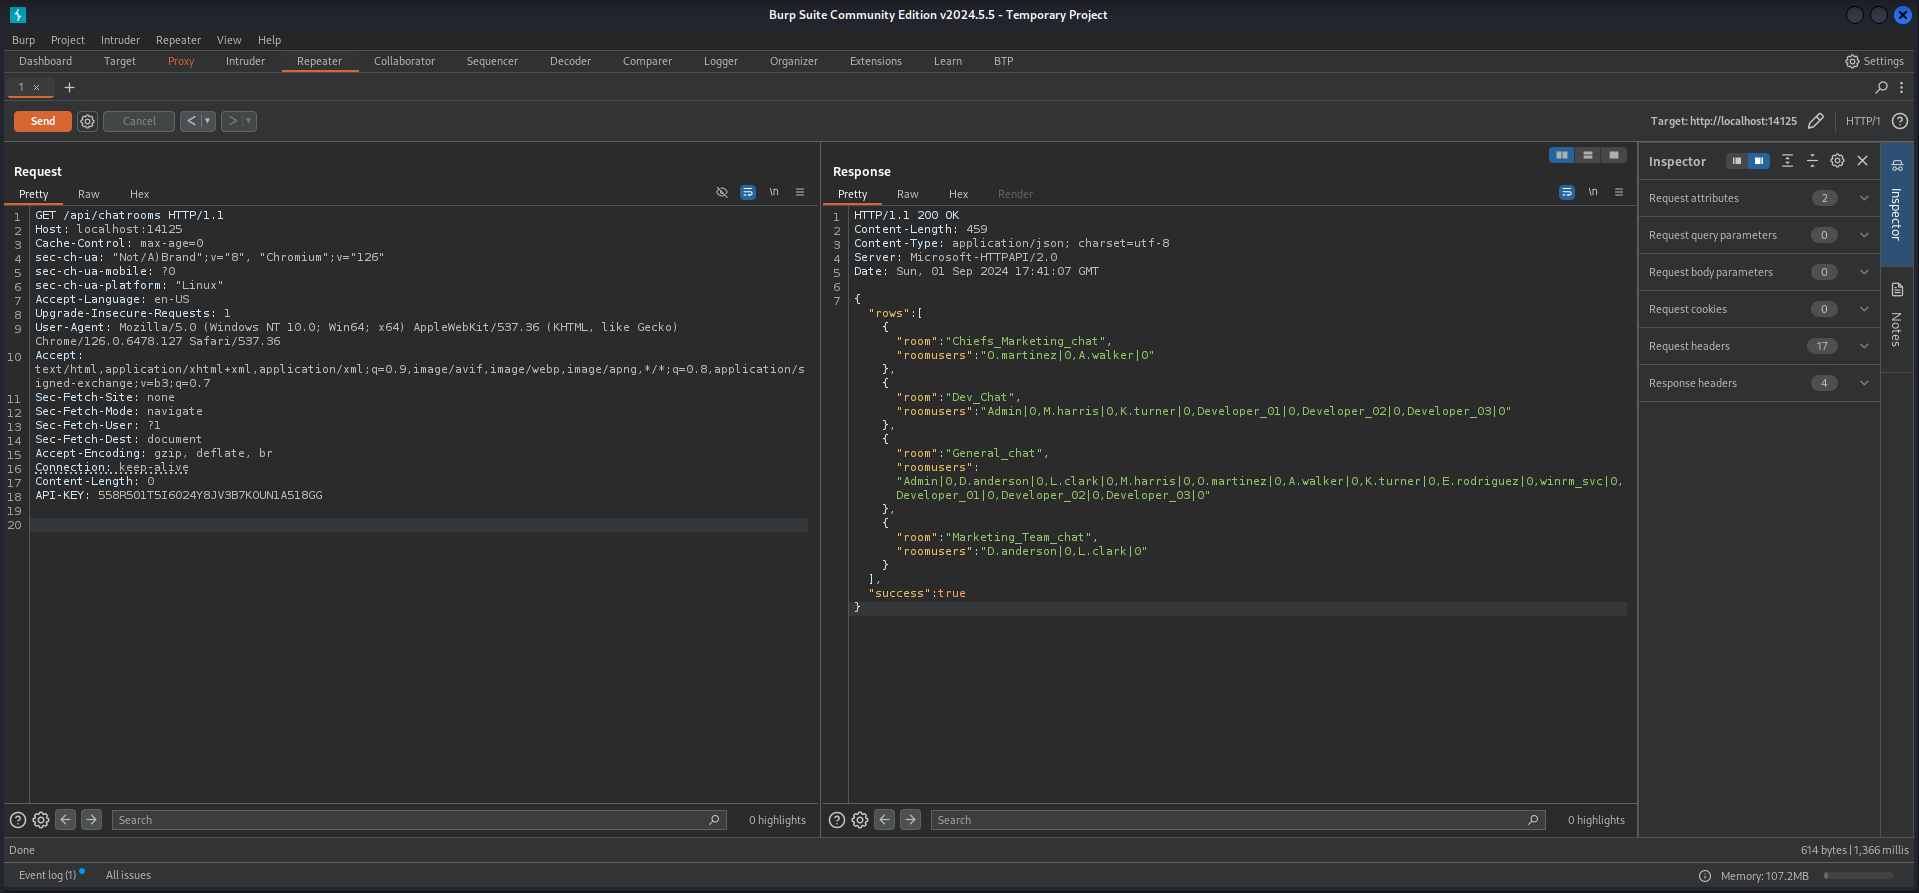 Burp Suite Community Edition v2024.5.5 - Temporary Project
Burp Project Intruder Repeater View Help
Dashboard Target Proxy Intruder Repeater Collaborator Sequencer Decoder Comparer Logger Organizer Extensions Learn BTP
Settings
1 × +
Send Cancel < >
Target: http://localhost:14125 HTTP/1
Request
Pretty Raw Hex
\n
1 GET /api/chatrooms HTTP/1.1
2 Host: localhost:14125
3 Cache-Control: max-age=0
4 sec-ch-ua: "Not/A)Brand";v="8", "Chromium";v="126"
5 sec-ch-ua-mobile: ?0
6 sec-ch-ua-platform: "Linux"
7 Accept-Language: en-US
8 Upgrade-Insecure-Requests: 1
9 User-Agent: Mozilla/5.0 (Windows NT 10.0; Win64; x64) AppleWebKit/537.36 (KHTML, like Gecko)
Chrome/126.0.6478.127 Safari/537.36
10 Accept:
text/html,application/xhtml+xml,application/xml;q=0.9,image/avif,image/webp,image/apng,*/*;q=0.8,application/s
igned-exchange;v=b3;q=0.7
11 Sec-Fetch-Site: none
12 Sec-Fetch-Mode: navigate
13 Sec-Fetch-User: ?1
14 Sec-Fetch-Dest: document
15 Accept-Encoding: gzip, deflate, br
16 Connection: keep-alive
17 Content-Length: 0
18 API-KEY: 558R501T5I6024Y8JV3B7KOUN1A518GG
19
20
Search
0 highlights
Response
Pretty Raw Hex Render
\n
1 HTTP/1.1 200 OK
2 Content-Length: 459
3 Content-Type: application/json; charset=utf-8
4 Server: Microsoft-HTTPAPI/2.0
5 Date: Sun, 01 Sep 2024 17:41:07 GMT
6
7 {
"rows":[
{
"room":"Chiefs_Marketing_chat",
"roomusers":"O.martinez|0,A.walker|0"
},
{
"room":"Dev_Chat",
"roomusers":"Admin|0,M.harris|0,K.turner|0,Developer_01|0,Developer_02|0,Developer_03|0"
},
{
"room":"General_chat",
"roomusers":
"Admin|0,D.anderson|0,L.clark|0,M.harris|0,O.martinez|0,A.walker|0,K.turner|0,E.rodriguez|0,winrm_svc|0,
Developer_01|0,Developer_02|0,Developer_03|0"
},
{
"room":"Marketing_Team_chat",
"roomusers":"D.anderson|0,L.clark|0"
}
],
"success":true
}
Search
0 highlights
Inspector
Request attributes 2
Request query parameters 0
Request body parameters 0
Request cookies 0
Request headers 17
Response headers 4
Inspector
Notes
Done
614 bytes | 1,366 millis
Event log (1) All issues
Memory: 107.2MB